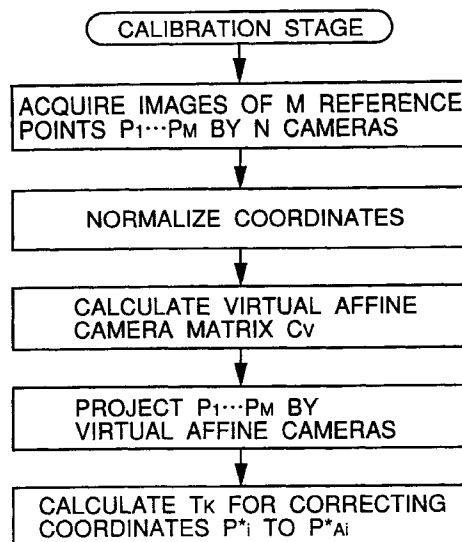 CALIBRATION STAGE
ACQUIRE IMAGES OF M REFERENCE
POINTS P1···PM BY N CAMERAS
NORMALIZE COORDINATES
CALCULATE VIRTUAL AFFINE
CAMERA MATRIX CV
PROJECT P1···PM BY
VIRTUAL AFFINE CAMERAS
CALCULATE TK FOR CORRECTING
COORDINATES P*i TO P*Ai